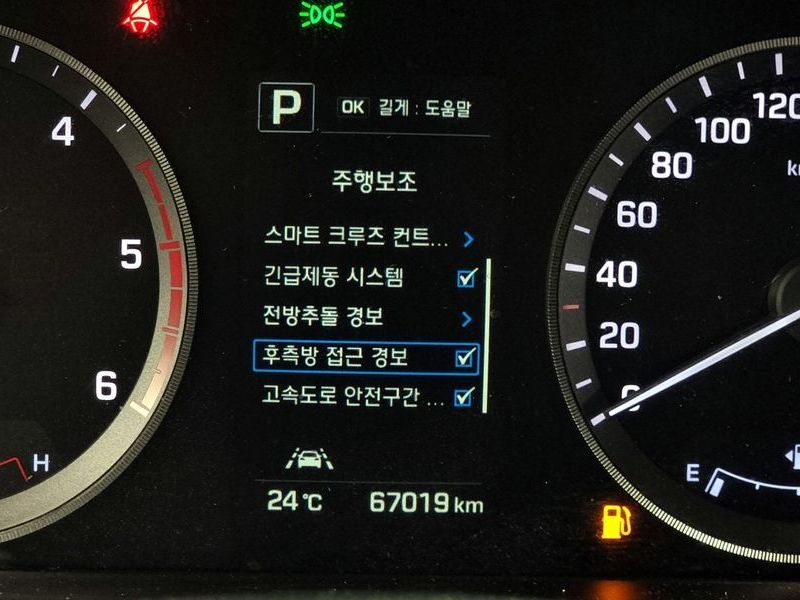 P
OK 길게 : 도움말
주행보조
스마트 크루즈 컨트...
긴급제동 시스템
전방추돌 경보
후측방 접근 경보
고속도로 안전구간 ...
24℃ 67019 km
4
5
6
H
120
100
80
60
40
20
0
E